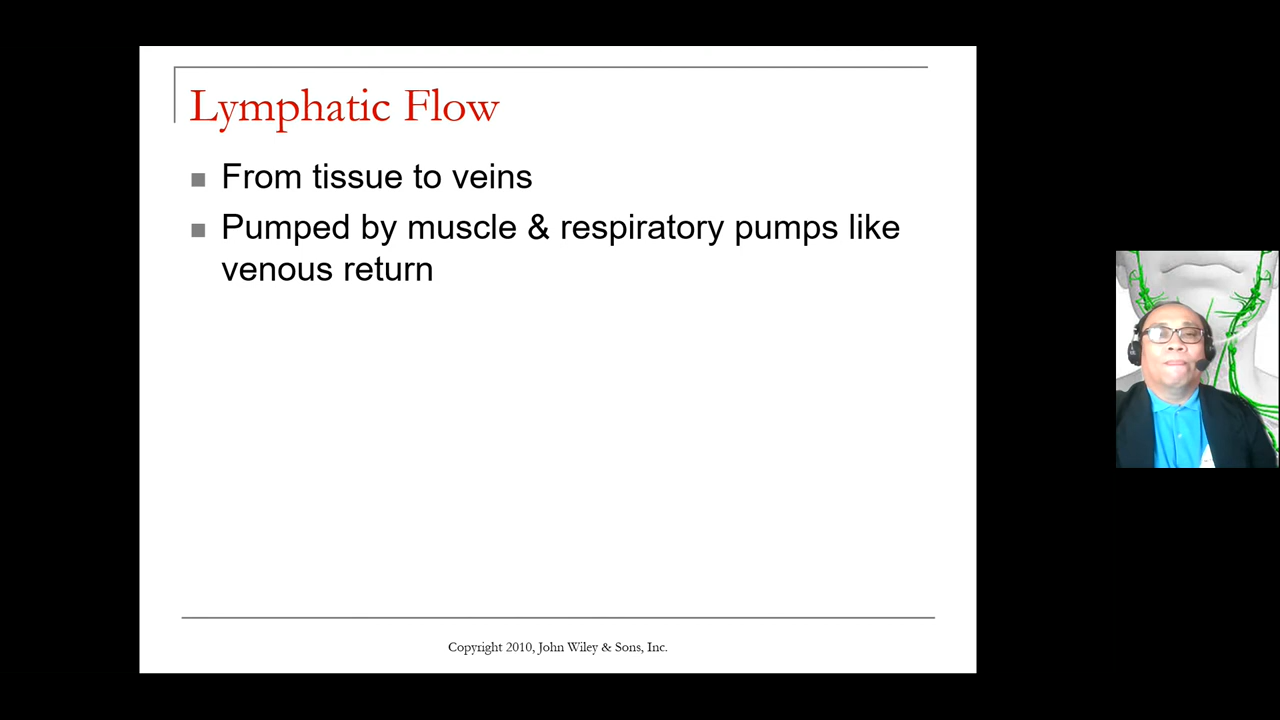 Lymphatic Flow
From tissue to veins
Pumped by muscle & respiratory pumps like
venous return
Copyright 2010, John Wiley & Sons, Inc.